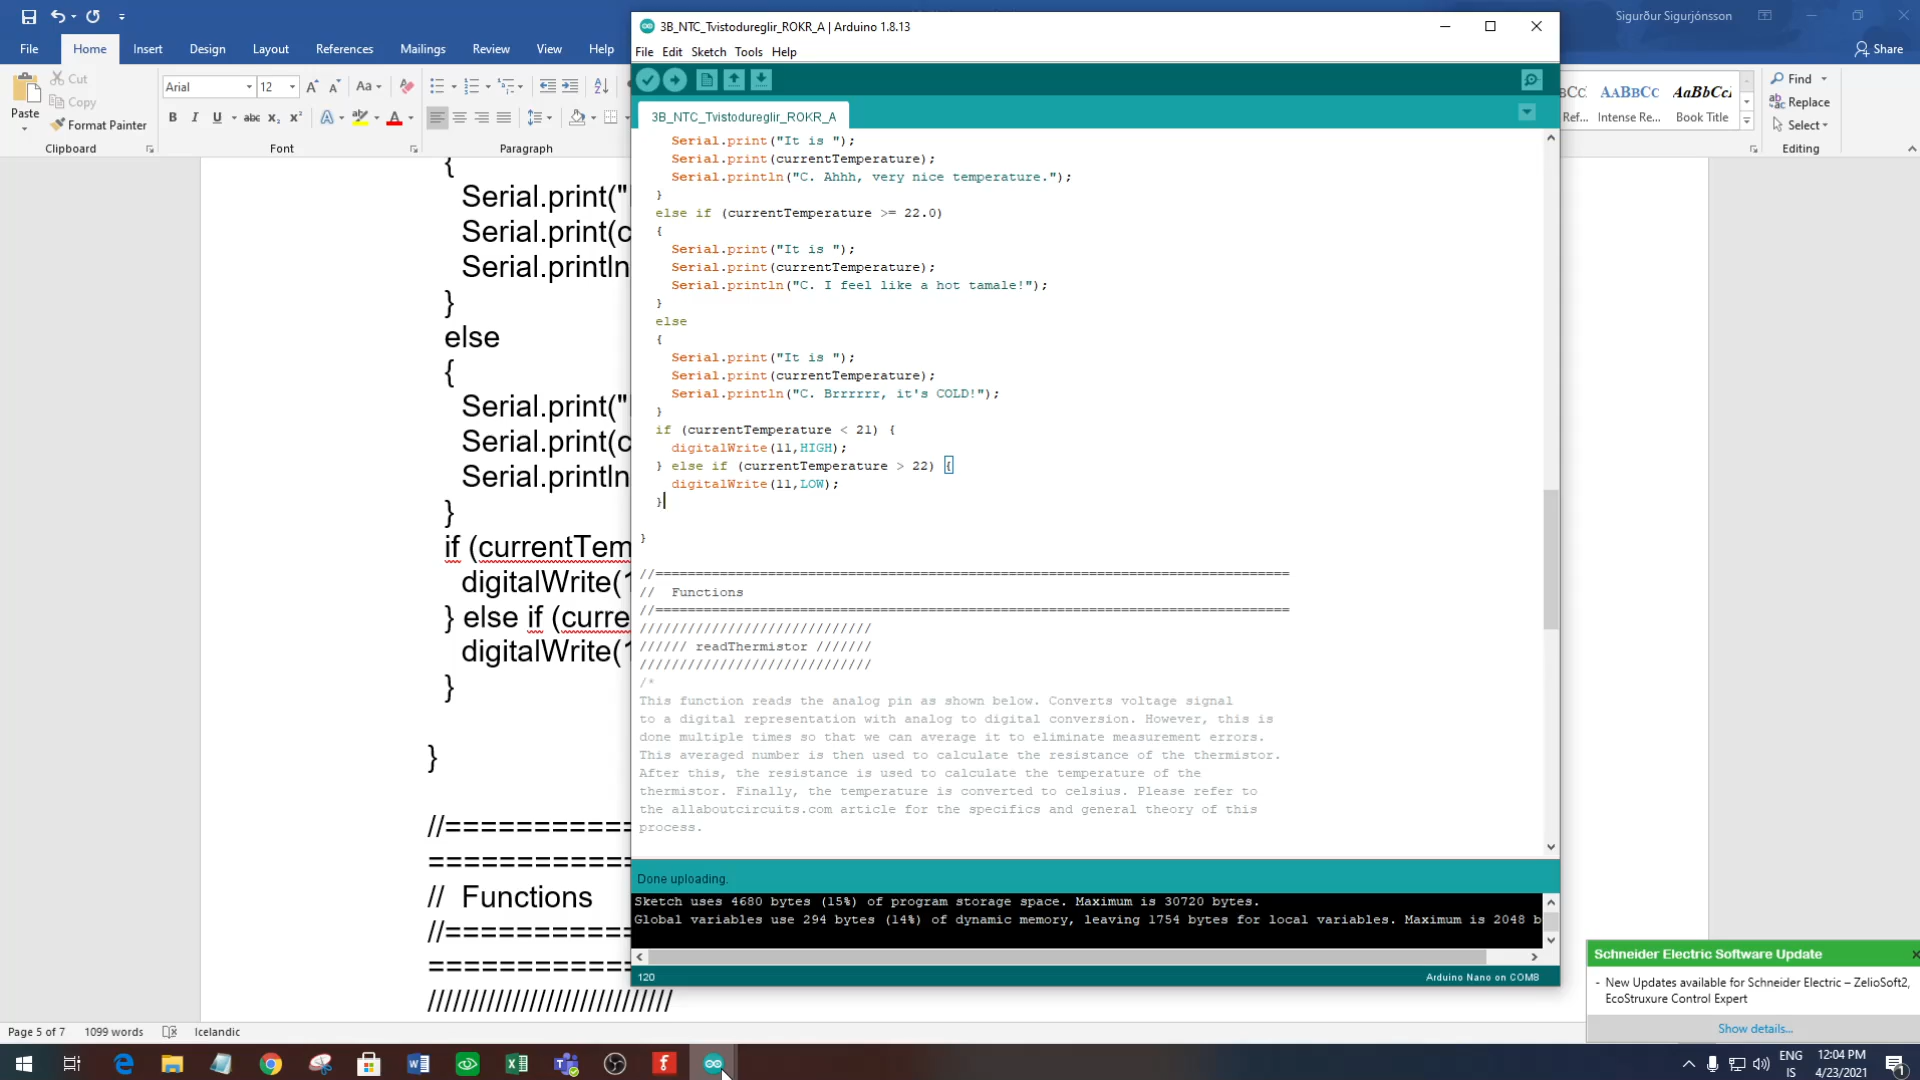 Sigurður Sigurjónsson
File Home Insert Design Layout References Mailings Review View Help
Share
Cut
Copy
Paste
Format Painter
Clipboard
Arial 12
Aa
B I U abc x₂ x²
A A
Font
Paragraph
AaBbCc AaBbCcI
Ref... Intense Re... Book Title
Find
Replace
Select
Editing
{
Serial.print("
Serial.print(c
Serial.println
}
else
{
Serial.print("
Serial.print(c
Serial.println
}
if (currentTem
digitalWrite(1
} else if (curre
digitalWrite(1
}
}
//============
============
// Functions
//============
============
/////////////////////////////
3B_NTC_Tvistodureglir_ROKR_A | Arduino 1.8.13
File Edit Sketch Tools Help
3B_NTC_Tvistodureglir_ROKR_A
Serial.print("It is ");
Serial.print(currentTemperature);
Serial.println("C. Ahhh, very nice temperature.");
}
else if (currentTemperature >= 22.0)
{
Serial.print("It is ");
Serial.print(currentTemperature);
Serial.println("C. I feel like a hot tamale!");
}
else
{
Serial.print("It is ");
Serial.print(currentTemperature);
Serial.println("C. Brrrrrr, it's COLD!");
}
if (currentTemperature < 21) {
digitalWrite(11,HIGH);
} else if (currentTemperature > 22) {
digitalWrite(11,LOW);
}
}
//===============================================================================
// Functions
//===============================================================================
/////////////////////////////
////// readThermistor ///////
/////////////////////////////
/*
This function reads the analog pin as shown below. Converts voltage signal
to a digital representation with analog to digital conversion. However, this is
done multiple times so that we can average it to eliminate measurement errors.
This averaged number is then used to calculate the resistance of the thermistor.
After this, the resistance is used to calculate the temperature of the
thermistor. Finally, the temperature is converted to celsius. Please refer to
the allaboutcircuits.com article for the specifics and general theory of this
process.
Done uploading.
Sketch uses 4680 bytes (15%) of program storage space. Maximum is 30720 bytes.
Global variables use 294 bytes (14%) of dynamic memory, leaving 1754 bytes for local variables. Maximum is 2048 b
120
Arduino Nano on COM8
Schneider Electric Software Update
- New Updates available for Schneider Electric – ZelioSoft2,
EcoStruxure Control Expert
Show details...
Page 5 of 7 1099 words Icelandic
ENG
IS
12:04 PM
4/23/2021
1